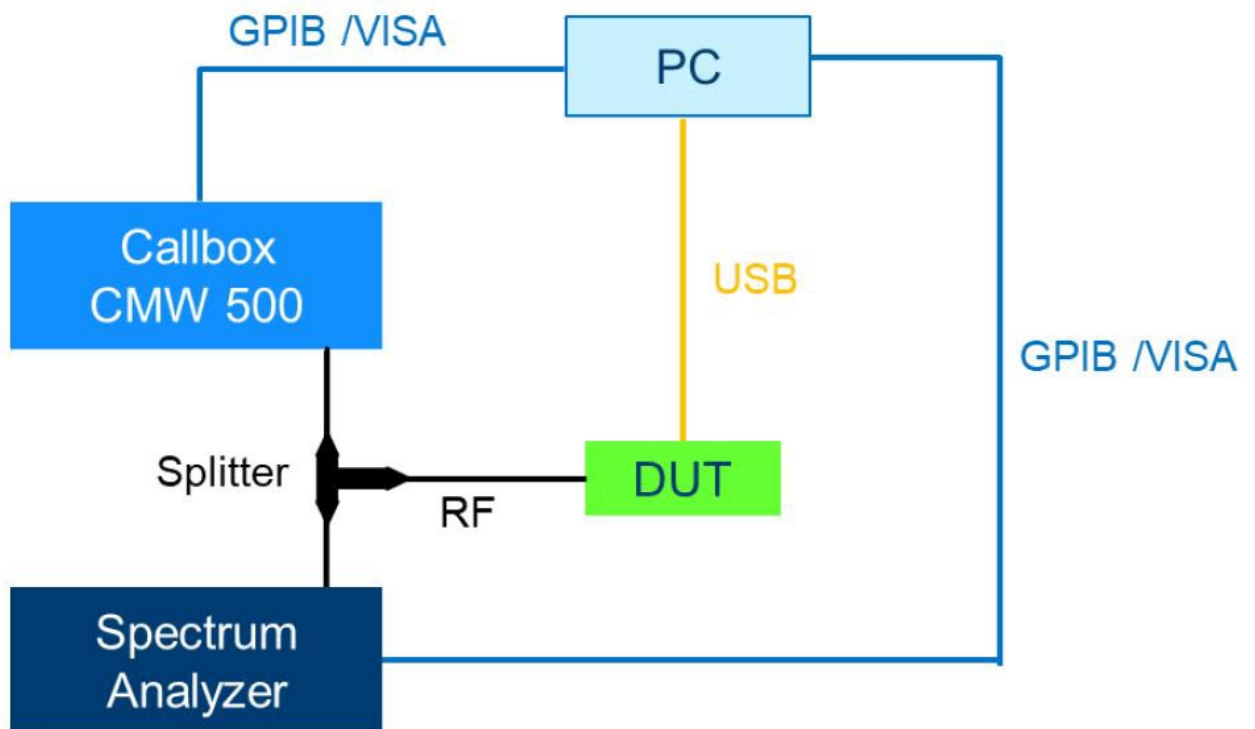 GPIB /VISA
PC
Callbox
CMW 500
USB
GPIB /VISA
Splitter
RF
DUT
Spectrum
Analyzer